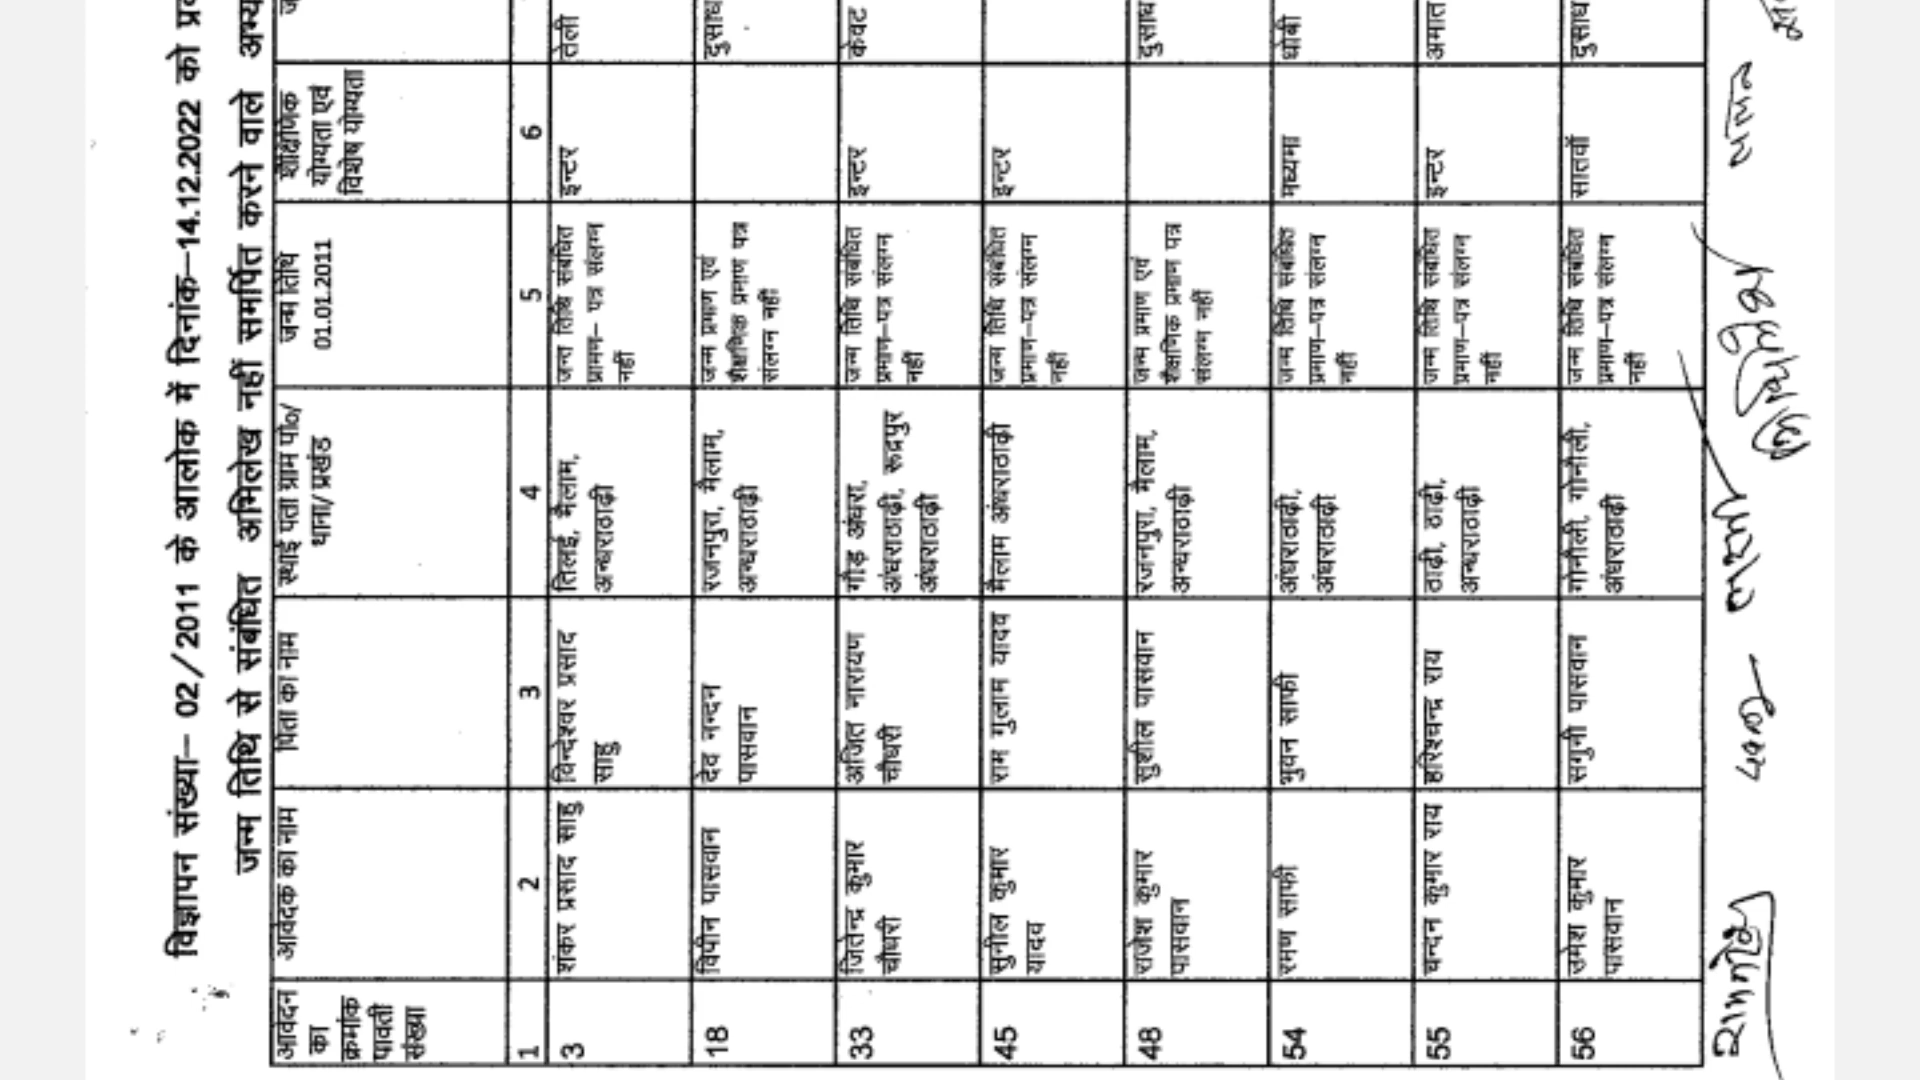 विज्ञापन संख्या– 02/2011 के आलोक में दिनांक–14.12.2022 को
जन्म तिथि से संबंधित अभिलेख नहीं समर्पित करने वाले
आवेदन का क्रमांक पावती संख्या आवेदक का नाम पिता का नाम स्थाई पता ग्राम पो०/ थाना/ प्रखंड जन्म तिथि 01.01.2011 शैक्षणिक योग्यता एवं विशेष योग्यता
1 2 3 4 5 6
3 शंकर प्रसाद साहु विन्देश्वर प्रसाद साहु तिलई, मैलाम, अन्धराठाढ़ी जन्त तिथि संबंधित प्रामन– पत्र संलग्न नहीं इन्टर तेली
18 विपीन पासवान देव नन्दन पासवान रजनपुरा, मैलाम, अन्धराठाढ़ी जन्म प्रमाण एवं शैक्षनिक प्रमाण पत्र संलग्न नहीं
33 जितेन्द्र कुमार चौधरी अजित नारायण चौधरी गौड़ अंधरा, अंधराठाढ़ी, रूद्रपुर अंधराठाढ़ी जन्म तिथि संबंधित प्रमाण–पत्र संलग्न नहीं इन्टर केवट
45 सुनील कुमार यादव राम गुलाम यादव मैलाम अंधराठाढ़ी जन्म तिथि संबंधित प्रमाण–पत्र संलग्न नहीं इन्टर
48 राजेश कुमार पासवान सुशील पासवान रजनपुरा, मैलाम, अन्धराठाढ़ी जन्म प्रमाण एवं शैक्षनिक प्रमाण पत्र संलग्न नहीं
54 रमण साफी भुवन साफी अंधराठाढ़ी, अंधराठाढ़ी जन्म तिथि संबंधित प्रमाण–पत्र संलग्न नहीं मध्यमा धोबी
55 चन्दन कुमार राय हरिश्चन्द्र राय ठाढ़ी, ठाढ़ी, अन्धराठाढ़ी जन्म तिथि संबंधित प्रमाण–पत्र संलग्न नहीं इन्टर अमात
56 रमेश कुमार पासवान सगुनी पासवान गोनौली, गोनौली, अंधराठाढ़ी जन्म तिथि संबंधित प्रमाण–पत्र संलग्न नहीं सातवाँ